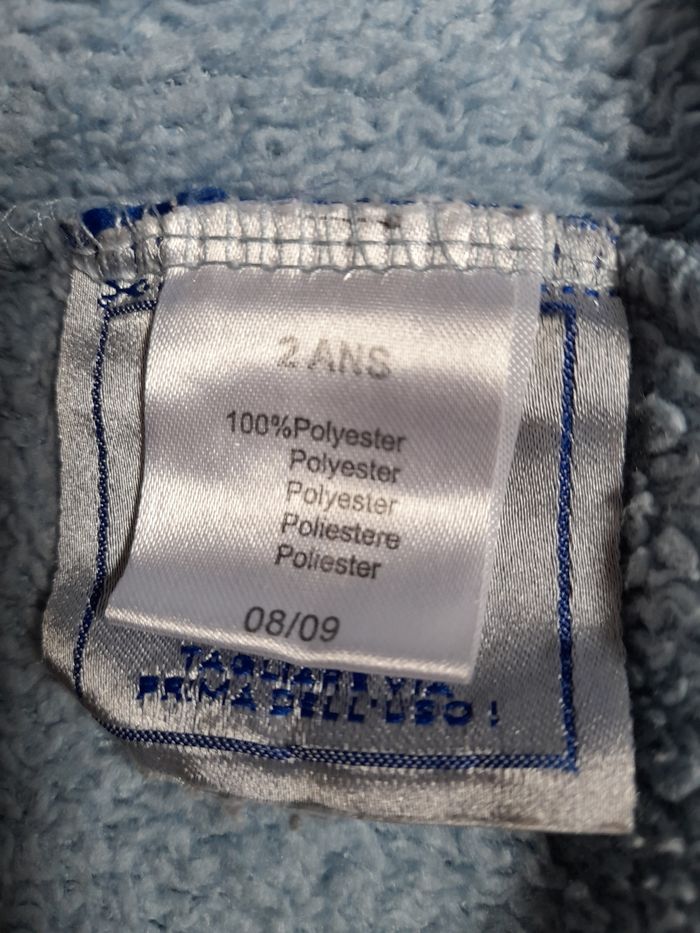 2 ANS
100%Polyester
Polyester
Polyester
Poliestere
Poliester
08/09
TAGLIARE VIA
PRIMA DELL'USO !